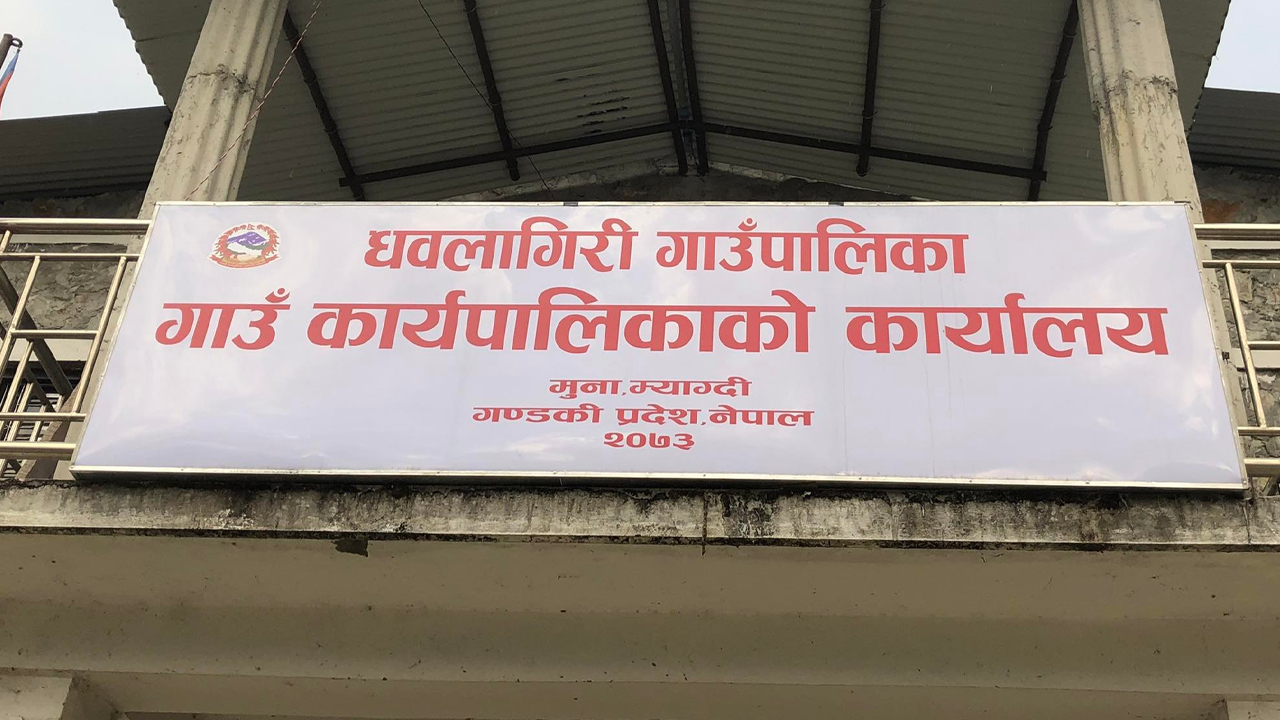 धवलागिरी गाउँपालिका
गाउँ कार्यपालिकाको कार्यालय
मुना,म्याग्दी
गण्डकी प्रदेश,नेपाल
२०७३